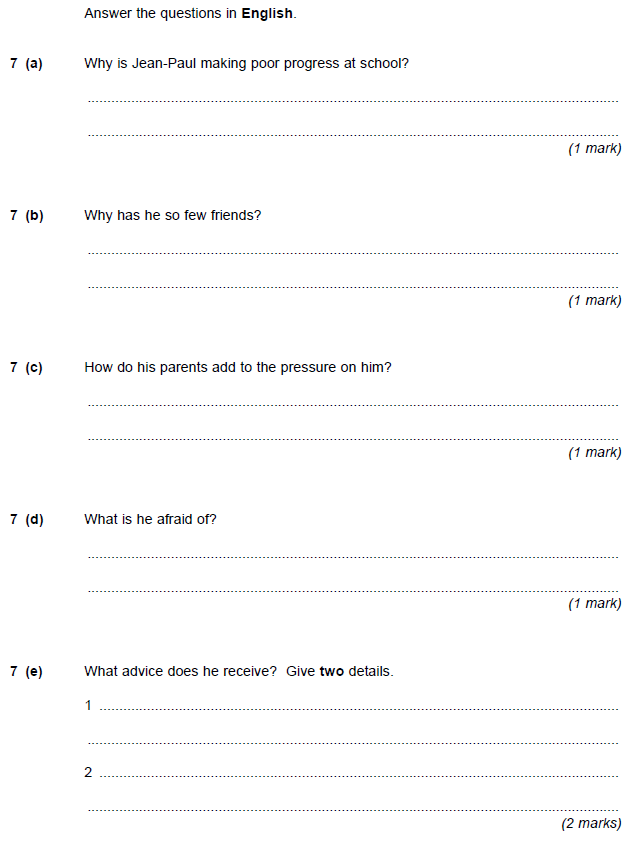 Answer the questions in English.
7 (a) Why is Jean-Paul making poor progress at school?
(1 mark)
7 (b) Why has he so few friends?
(1 mark)
7 (c) How do his parents add to the pressure on him?
(1 mark)
7 (d) What is he afraid of?
(1 mark)
7 (e) What advice does he receive? Give two details.
1
2
(2 marks)